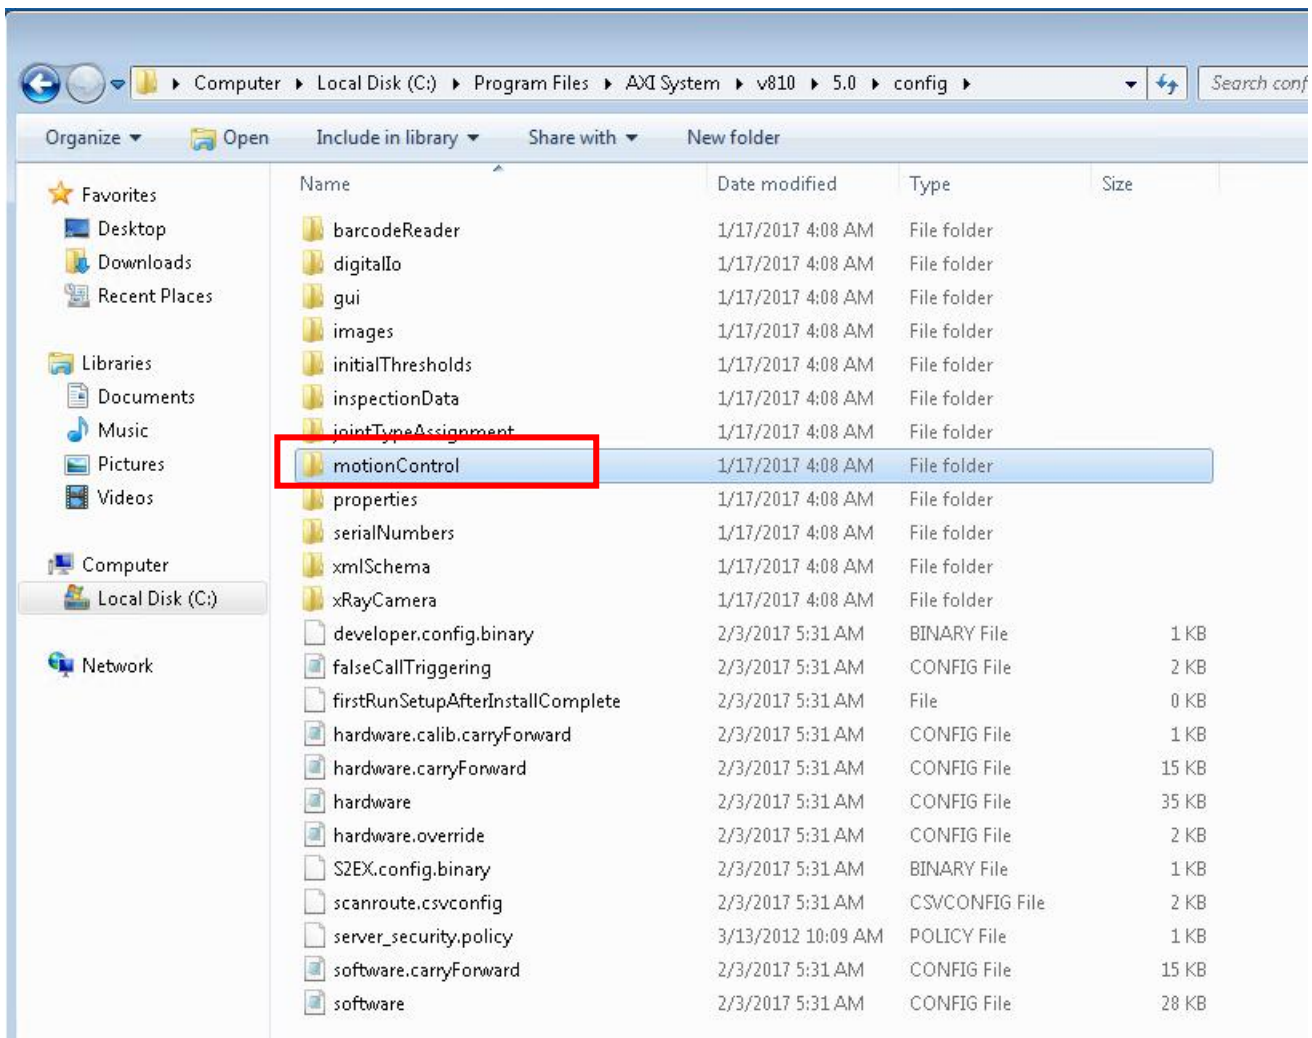 Computer Local Disk (C:) Program Files AXI System v810 5.0 config Search conf
Organize Open Include in library Share with New folder
Name Date modified Type Size
Favorites
Desktop
Downloads
Recent Places
Libraries
Documents
Music
Pictures
Videos
Computer
Local Disk (C:)
Network
barcodeReader 1/17/2017 4:08 AM File folder
digitalIo 1/17/2017 4:08 AM File folder
gui 1/17/2017 4:08 AM File folder
images 1/17/2017 4:08 AM File folder
initialThresholds 1/17/2017 4:08 AM File folder
inspectionData 1/17/2017 4:08 AM File folder
jointTypeAssignment 1/17/2017 4:08 AM File folder
motionControl 1/17/2017 4:08 AM File folder
properties 1/17/2017 4:08 AM File folder
serialNumbers 1/17/2017 4:08 AM File folder
xmlSchema 1/17/2017 4:08 AM File folder
xRayCamera 1/17/2017 4:08 AM File folder
developer.config.binary 2/3/2017 5:31 AM BINARY File 1 KB
falseCallTriggering 2/3/2017 5:31 AM CONFIG File 2 KB
firstRunSetupAfterInstallComplete 2/3/2017 5:31 AM File 0 KB
hardware.calib.carryForward 2/3/2017 5:31 AM CONFIG File 1 KB
hardware.carryForward 2/3/2017 5:31 AM CONFIG File 15 KB
hardware 2/3/2017 5:31 AM CONFIG File 35 KB
hardware.override 2/3/2017 5:31 AM CONFIG File 2 KB
S2EX.config.binary 2/3/2017 5:31 AM BINARY File 1 KB
scanroute.csvconfig 2/3/2017 5:31 AM CSVCONFIG File 2 KB
server_security.policy 3/13/2012 10:09 AM POLICY File 1 KB
software.carryForward 2/3/2017 5:31 AM CONFIG File 15 KB
software 2/3/2017 5:31 AM CONFIG File 28 KB